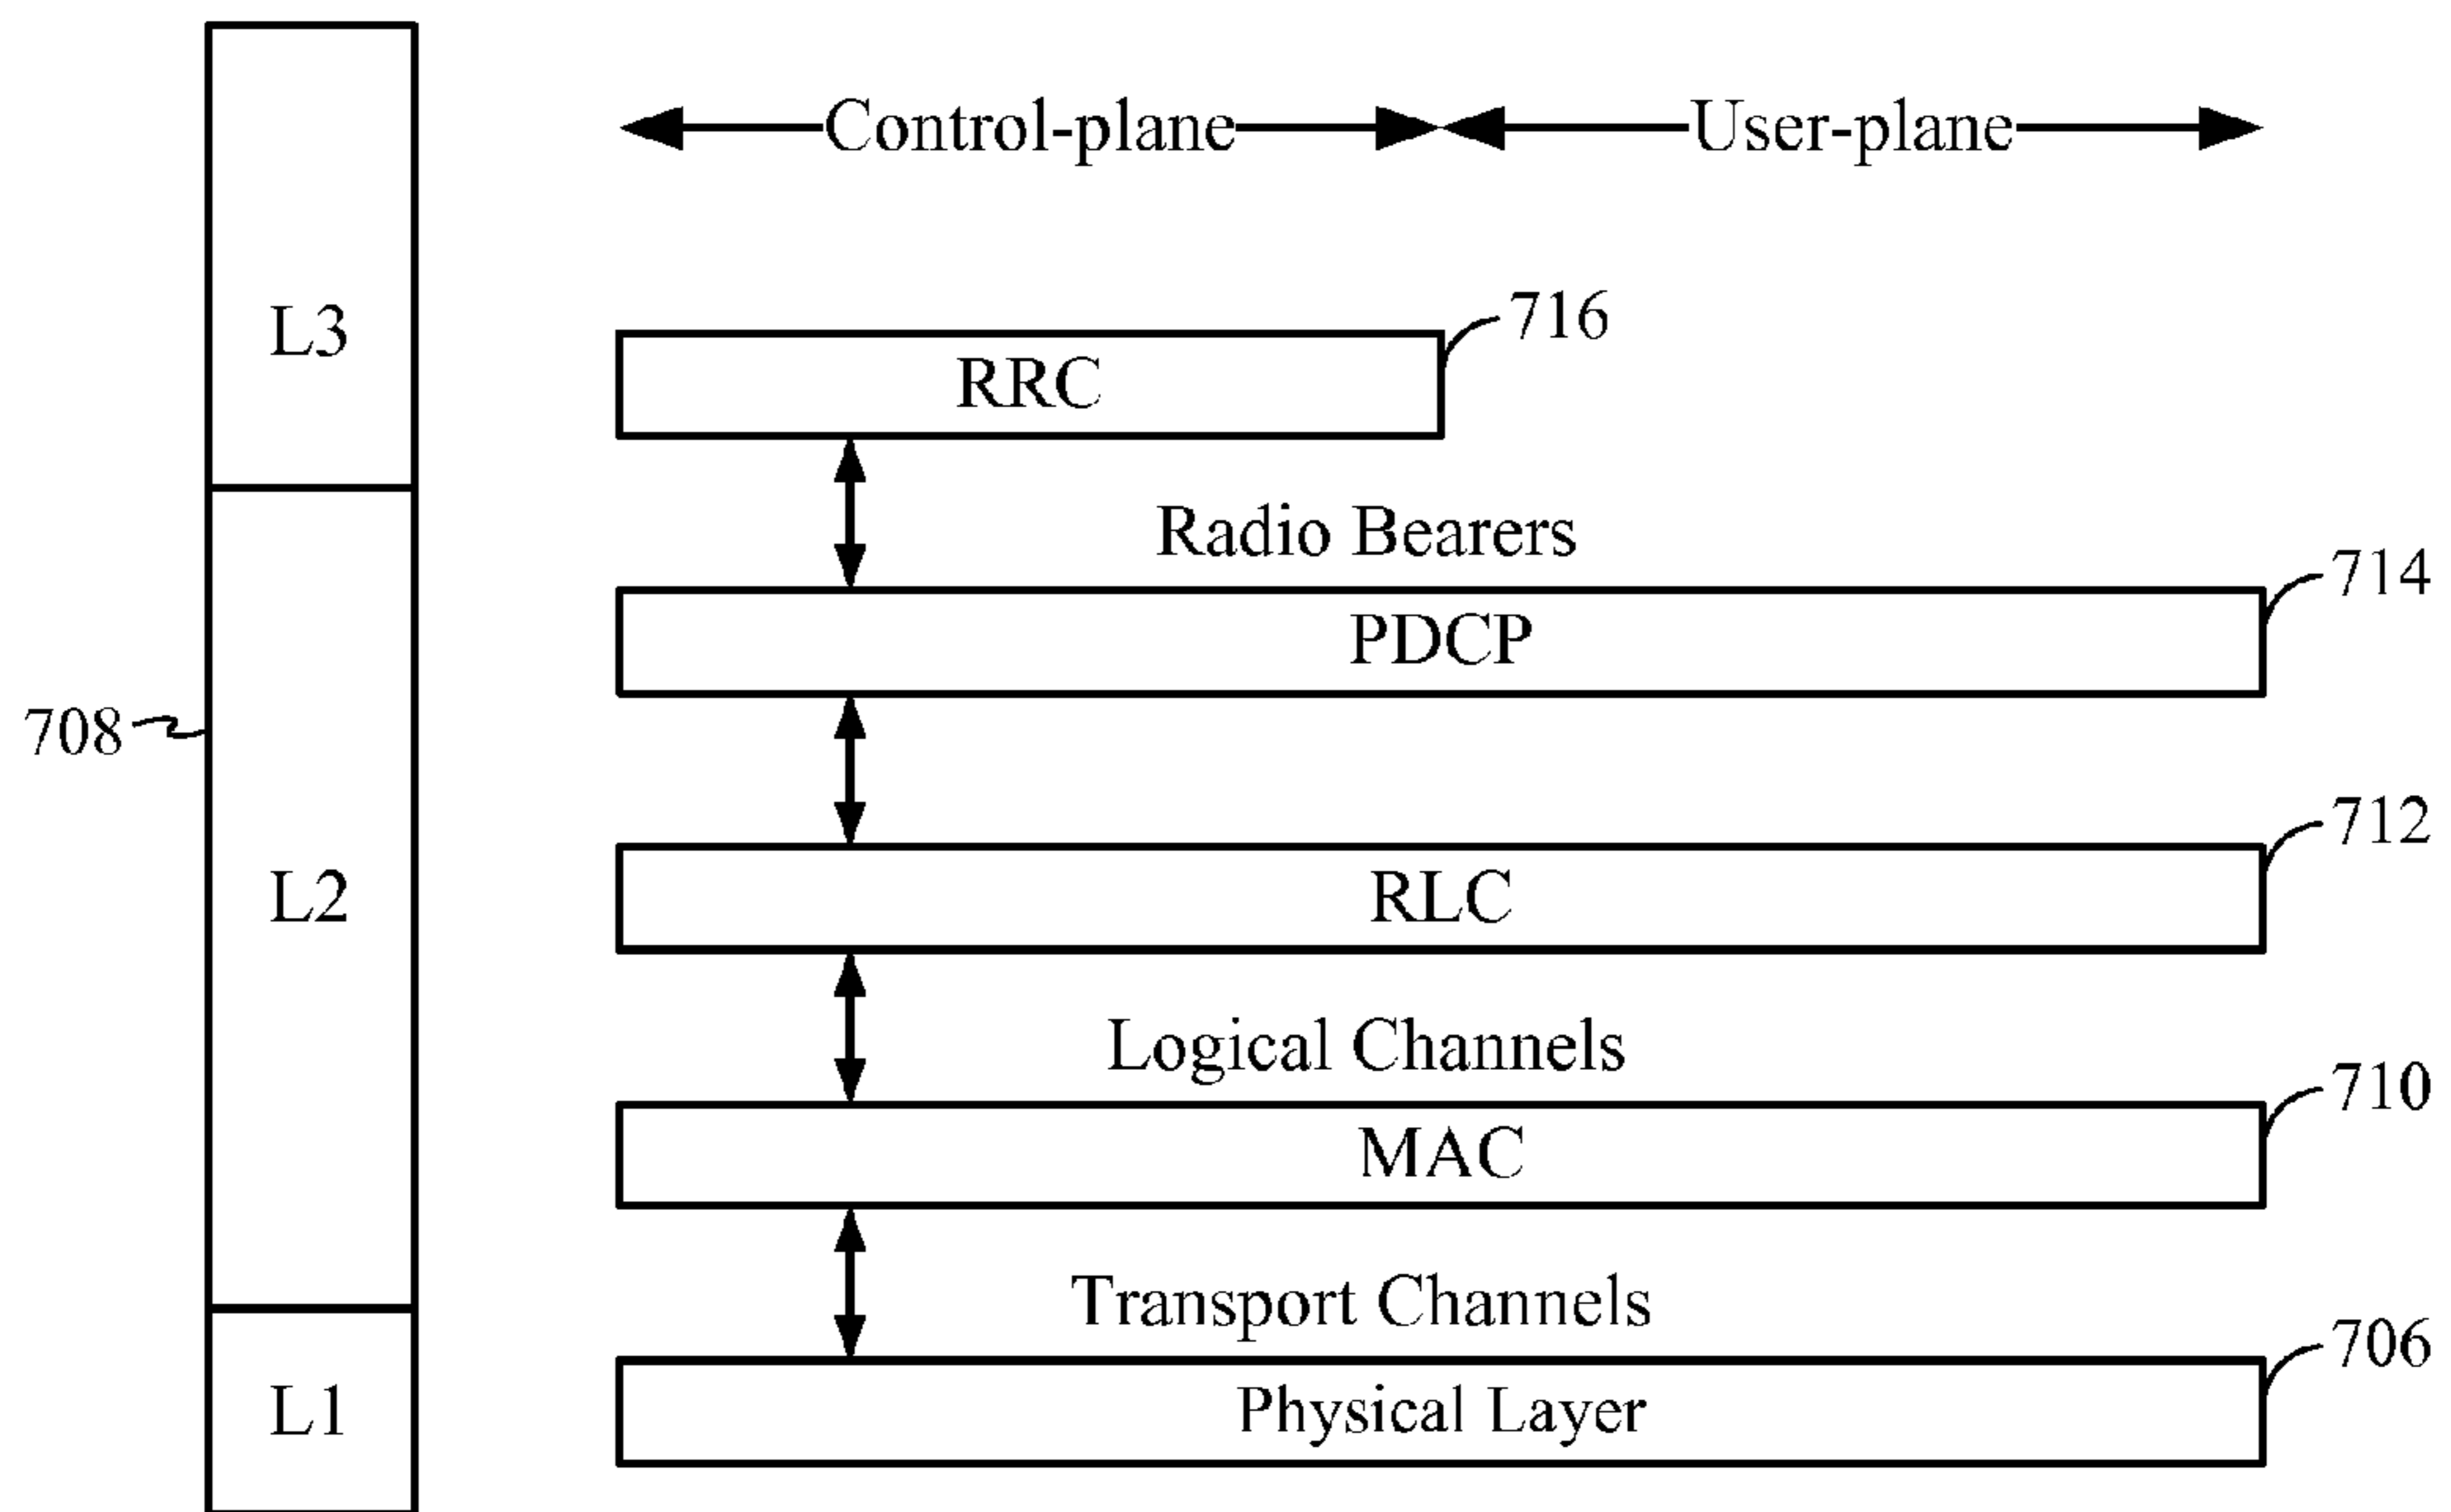 Control-plane User-plane
L3
716
RRC
Radio Bearers
714
PDCP
708
712
L2
RLC
Logical Channels
710
MAC
Transport Channels
706
L1
Physical Layer